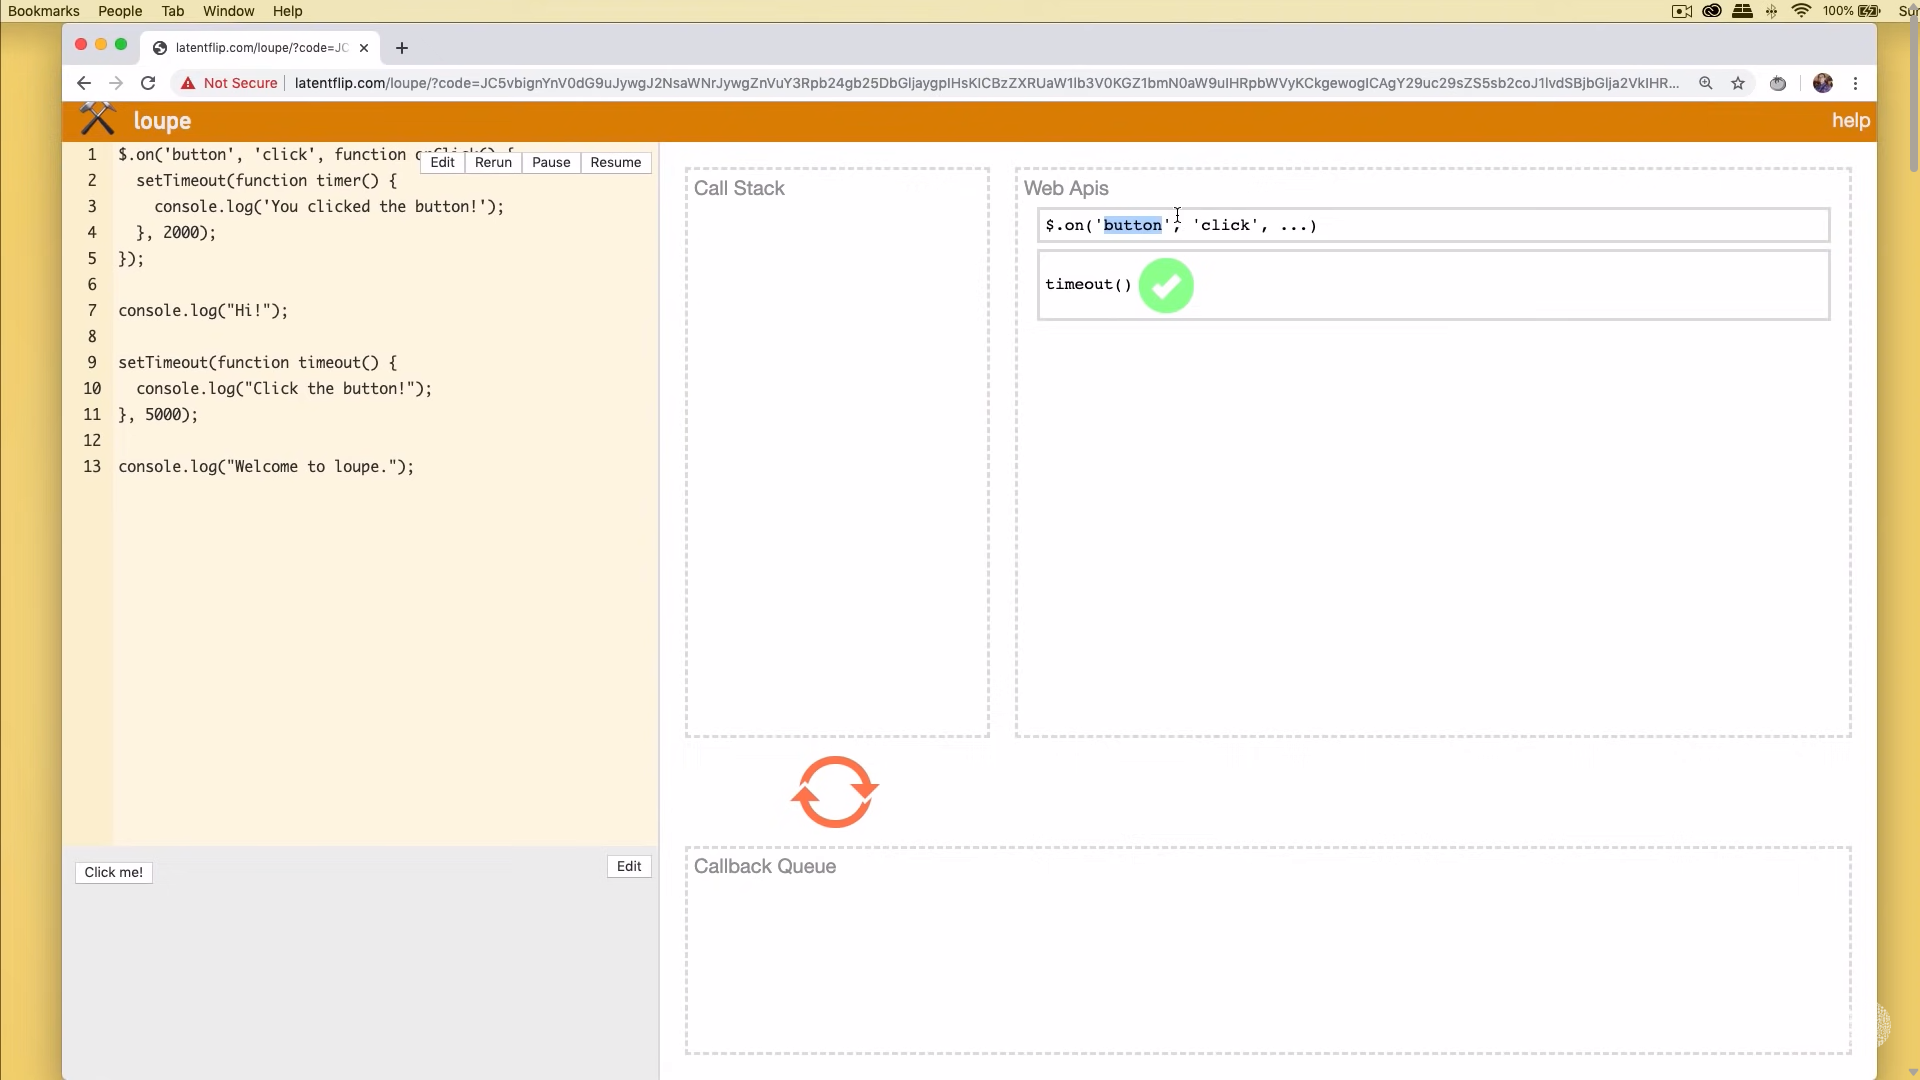 Bookmarks People Tab Window Help 100%
latentflip.com/loupe/?code=JC
Not Secure latentflip.com/loupe/?code=JC5vbignYnV0dG9uJywgJ2NsaWNrJywgZnVuY3Rpb24gb25DbGljaygpIHsKICBzZXRUaW1lb3V0KGZ1bmN0aW9uIHRpbWVyKCkgewogICAgY29uc29sZS5sb2coJ1lvdSBjbGlja2VkIHR...
loupe help
1 $.on('button', 'click', function onClick() {
Edit Rerun Pause Resume
2 setTimeout(function timer() {
3 console.log('You clicked the button!');
4 }, 2000);
5 });
6
7 console.log("Hi!");
8
9 setTimeout(function timeout() {
10 console.log("Click the button!");
11 }, 5000);
12
13 console.log("Welcome to loupe.");
Click me! Edit
Call Stack
Web Apis
$.on('button', 'click', ...)
timeout()
Callback Queue